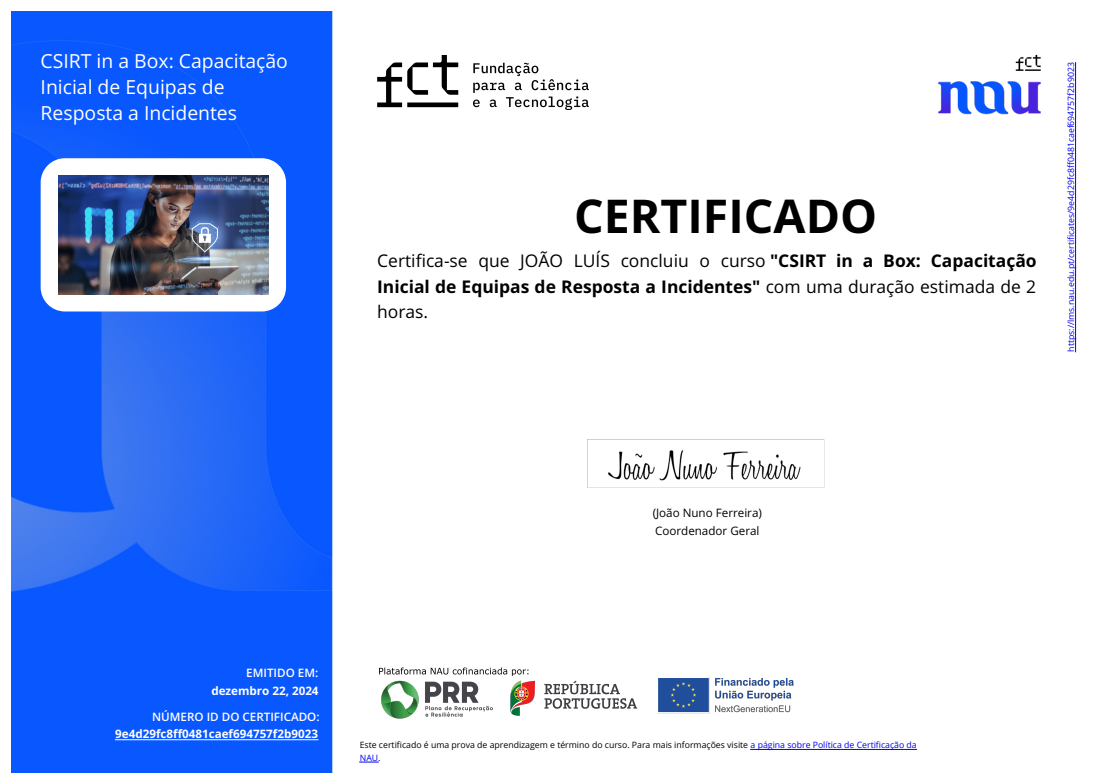 CSIRT in a Box: Capacitação
Inicial de Equipas de
Resposta a Incidentes
fct
Fundação
para a Ciência
e a Tecnologia
fct
nau
https://lms.nau.edu.pt/certificates/9e4d29fc8ff0481caef694757f2b9023
CERTIFICADO
Certifica-se que JOÃO LUÍS concluiu o curso "CSIRT in a Box: Capacitação
Inicial de Equipas de Resposta a Incidentes" com uma duração estimada de 2
horas.
João Nuno Ferreira
(João Nuno Ferreira)
Coordenador Geral
EMITIDO EM:
dezembro 22, 2024
NÚMERO ID DO CERTIFICADO:
9e4d29fc8ff0481caef694757f2b9023
Plataforma NAU cofinanciada por:
PRR
Plano de Recuperação
e Resiliência
REPÚBLICA
PORTUGUESA
Financiado pela
União Europeia
NextGenerationEU
Este certificado é uma prova de aprendizagem e término do curso. Para mais informações visite a página sobre Política de Certificação da
NAU.